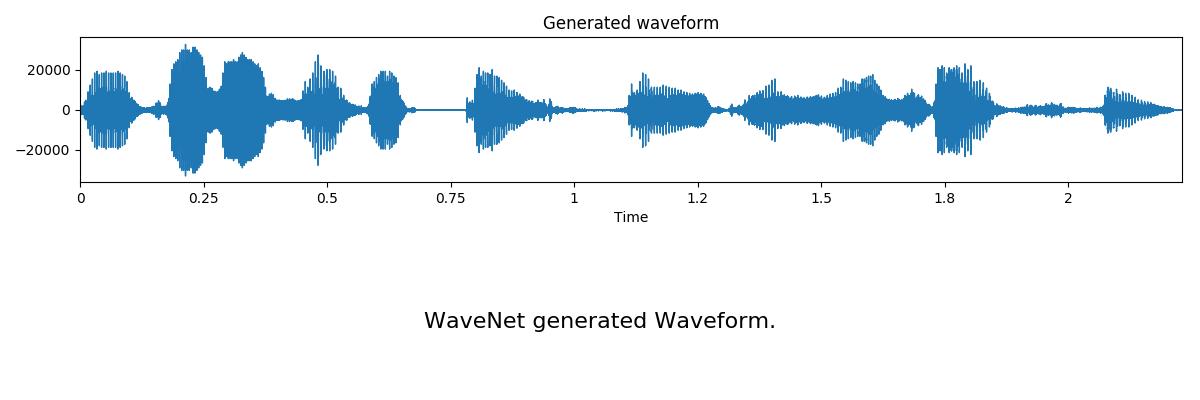 Generated waveform
20000
0
−20000
0 0.25 0.5 0.75 1 1.2 1.5 1.8 2
Time
WaveNet generated Waveform.